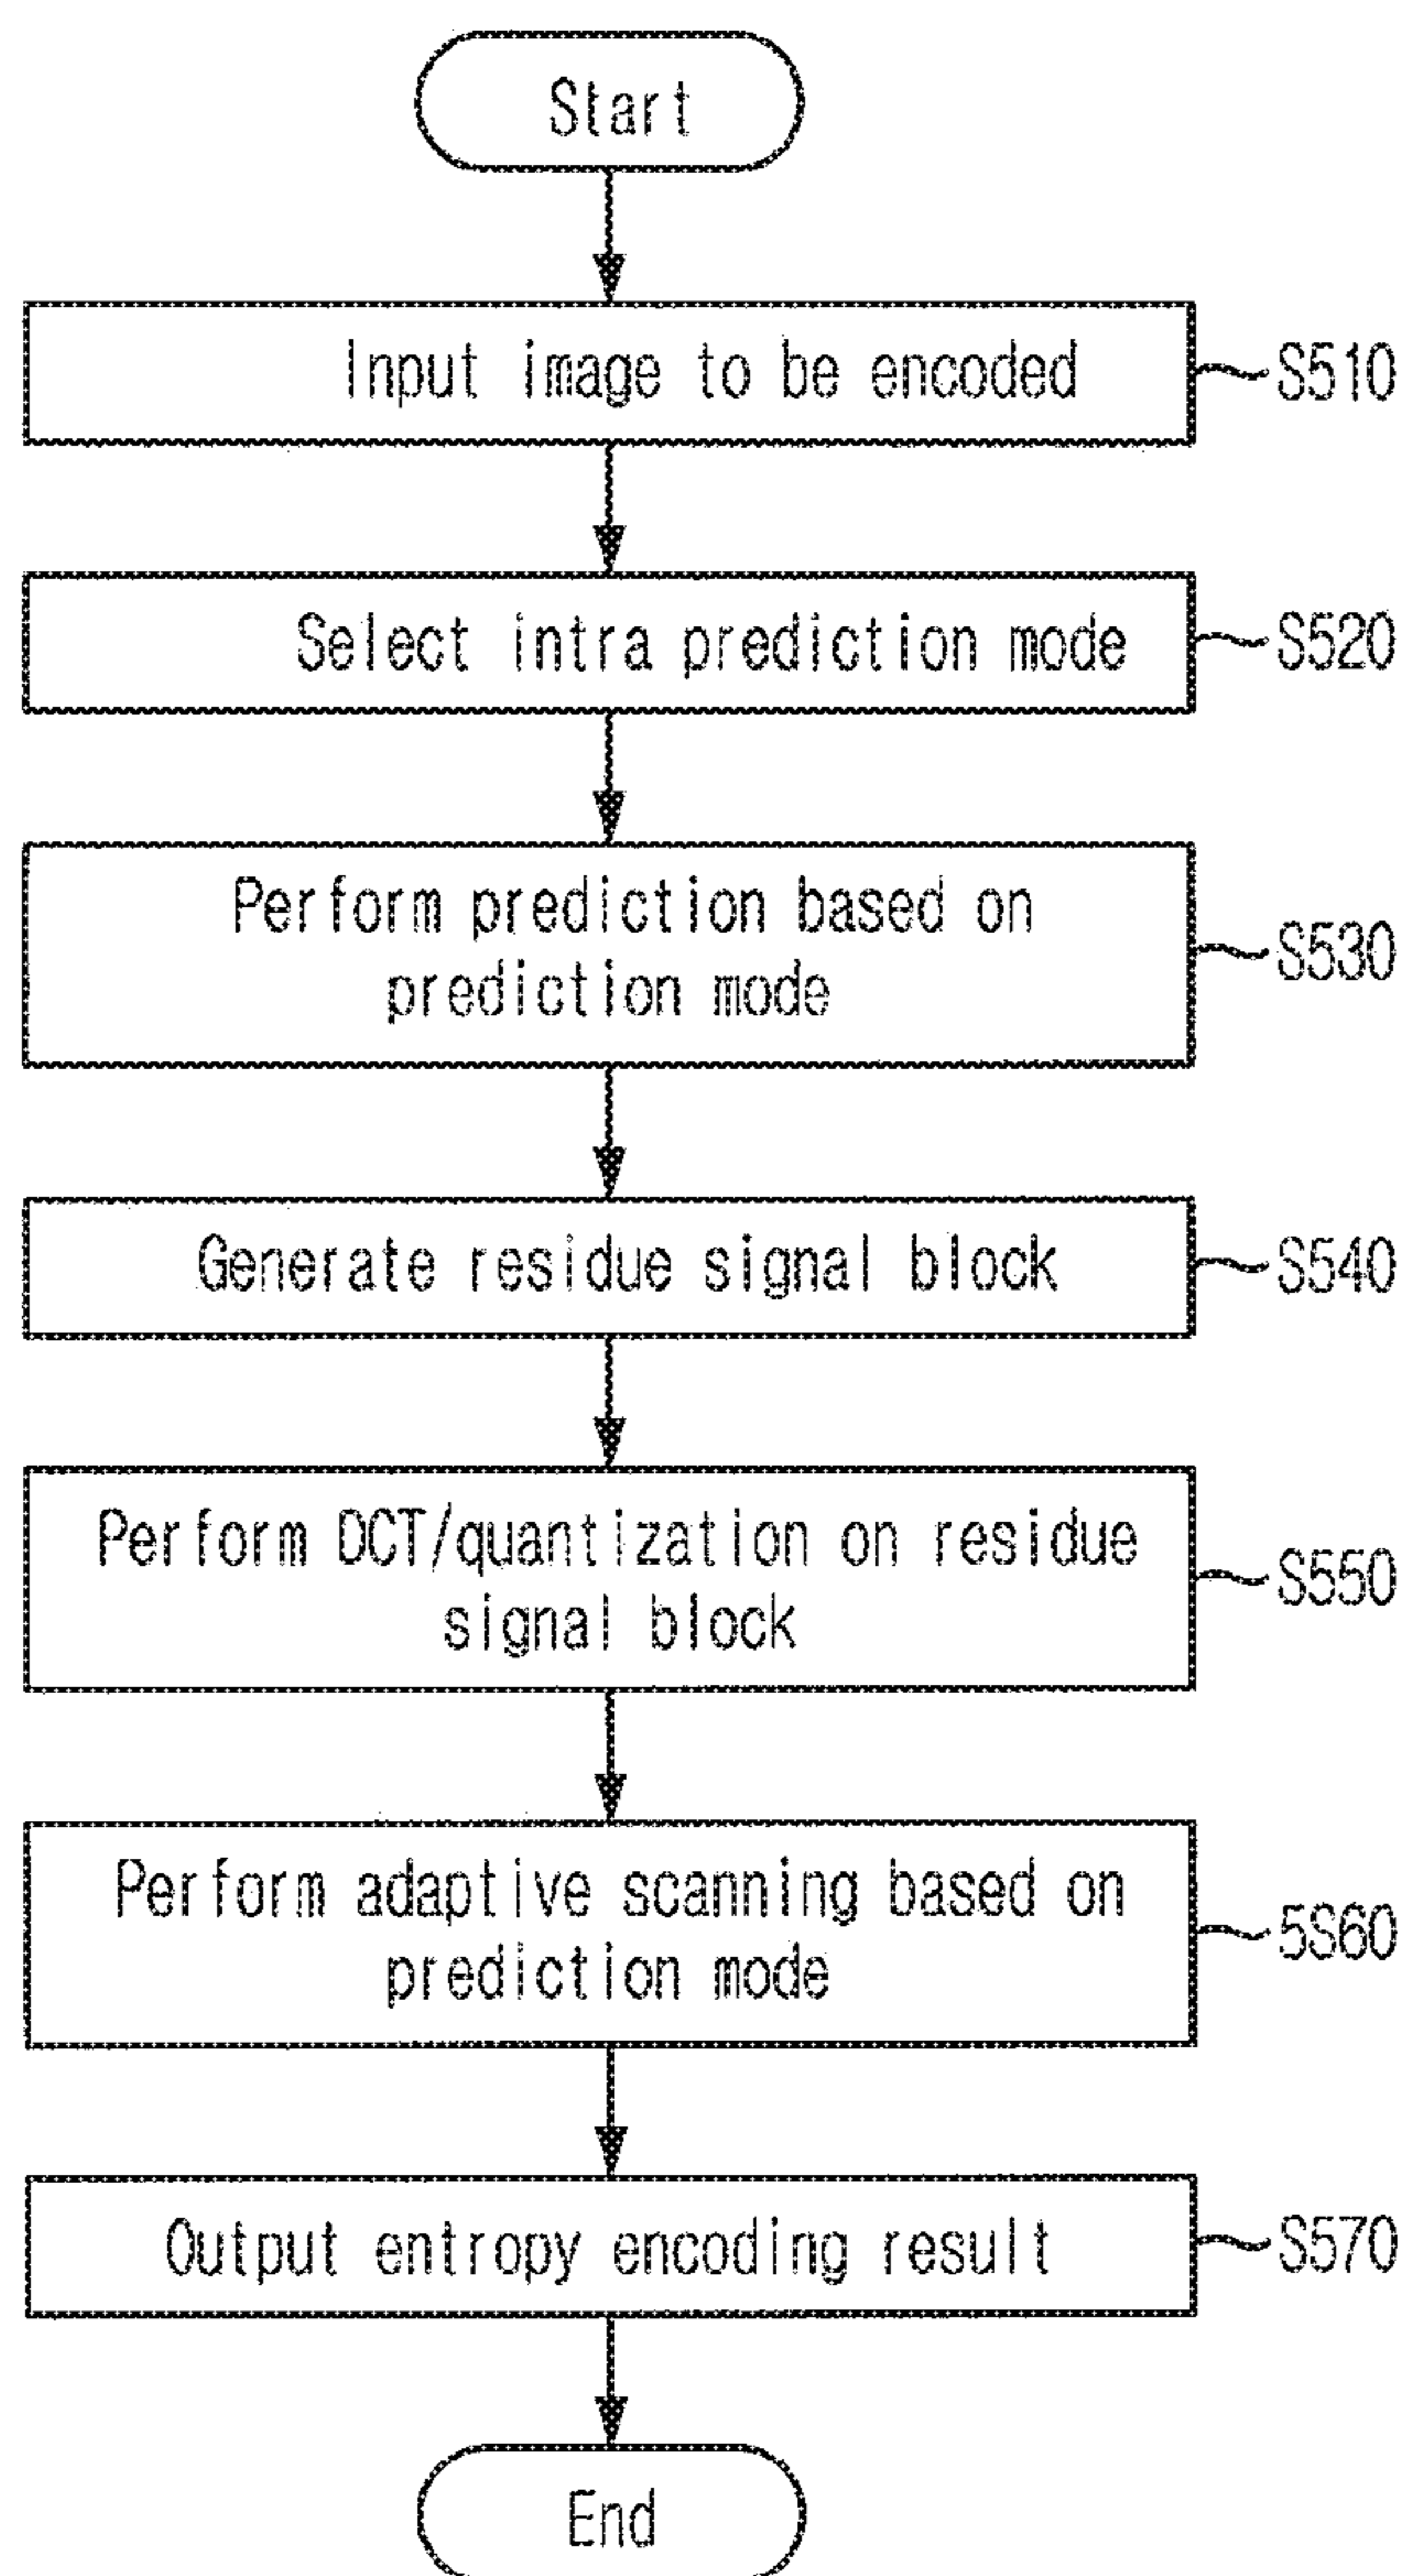 Start
Input image to be encoded
S510
Select intra prediction mode
S520
Perform prediction based on
prediction mode
S530
Generate residue signal block
S540
Perform DCT/quantization on residue
signal block
S550
Perform adaptive scanning based on
prediction mode
5S60
Output entropy encoding result
S570
End